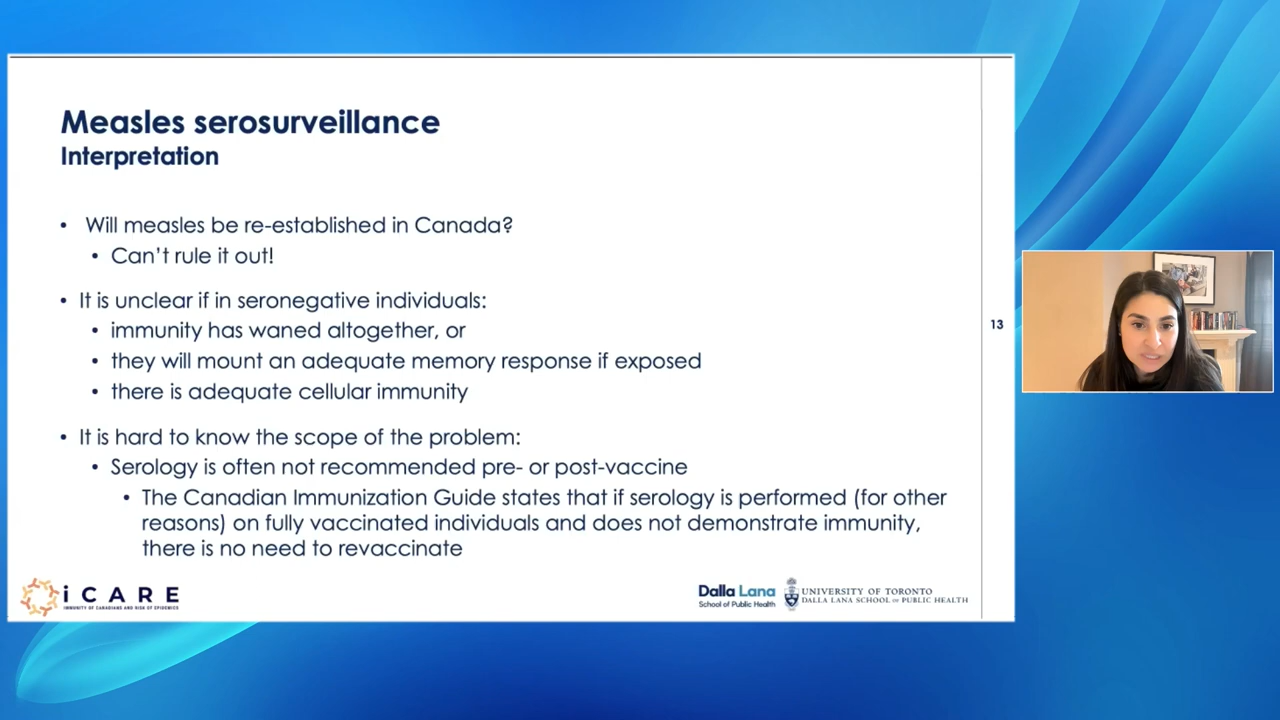 Measles serosurveillance
Interpretation
• Will measles be re-established in Canada?
• Can't rule it out!
• It is unclear if in seronegative individuals:
• immunity has waned altogether, or
• they will mount an adequate memory response if exposed
• there is adequate cellular immunity
• It is hard to know the scope of the problem:
• Serology is often not recommended pre- or post-vaccine
• The Canadian Immunization Guide states that if serology is performed (for other
reasons) on fully vaccinated individuals and does not demonstrate immunity,
there is no need to revaccinate
13
iCARE
IMMUNITY OF CANADIANS AND RISK OF EPIDEMICS
Dalla Lana
School of Public Health
UNIVERSITY OF TORONTO
DALLA LANA SCHOOL OF PUBLIC HEALTH